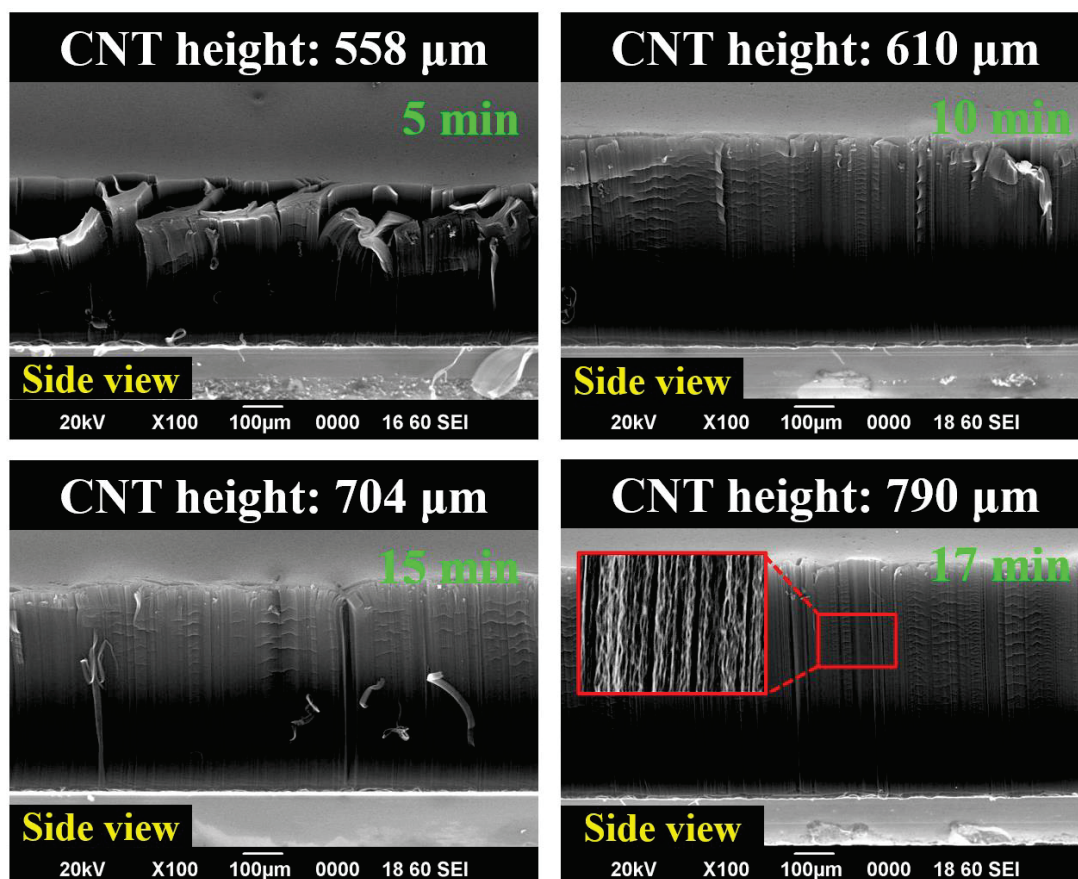 CNT height: 558 µm
5 min
Side view
20kV X100 100µm 0000 16 60 SEI
CNT height: 610 µm
10 min
Side view
20kV X100 100µm 0000 18 60 SEI
CNT height: 704 µm
15 min
Side view
20kV X100 100µm 0000 18 60 SEI
CNT height: 790 µm
17 min
Side view
20kV X100 100µm 0000 18 60 SEI